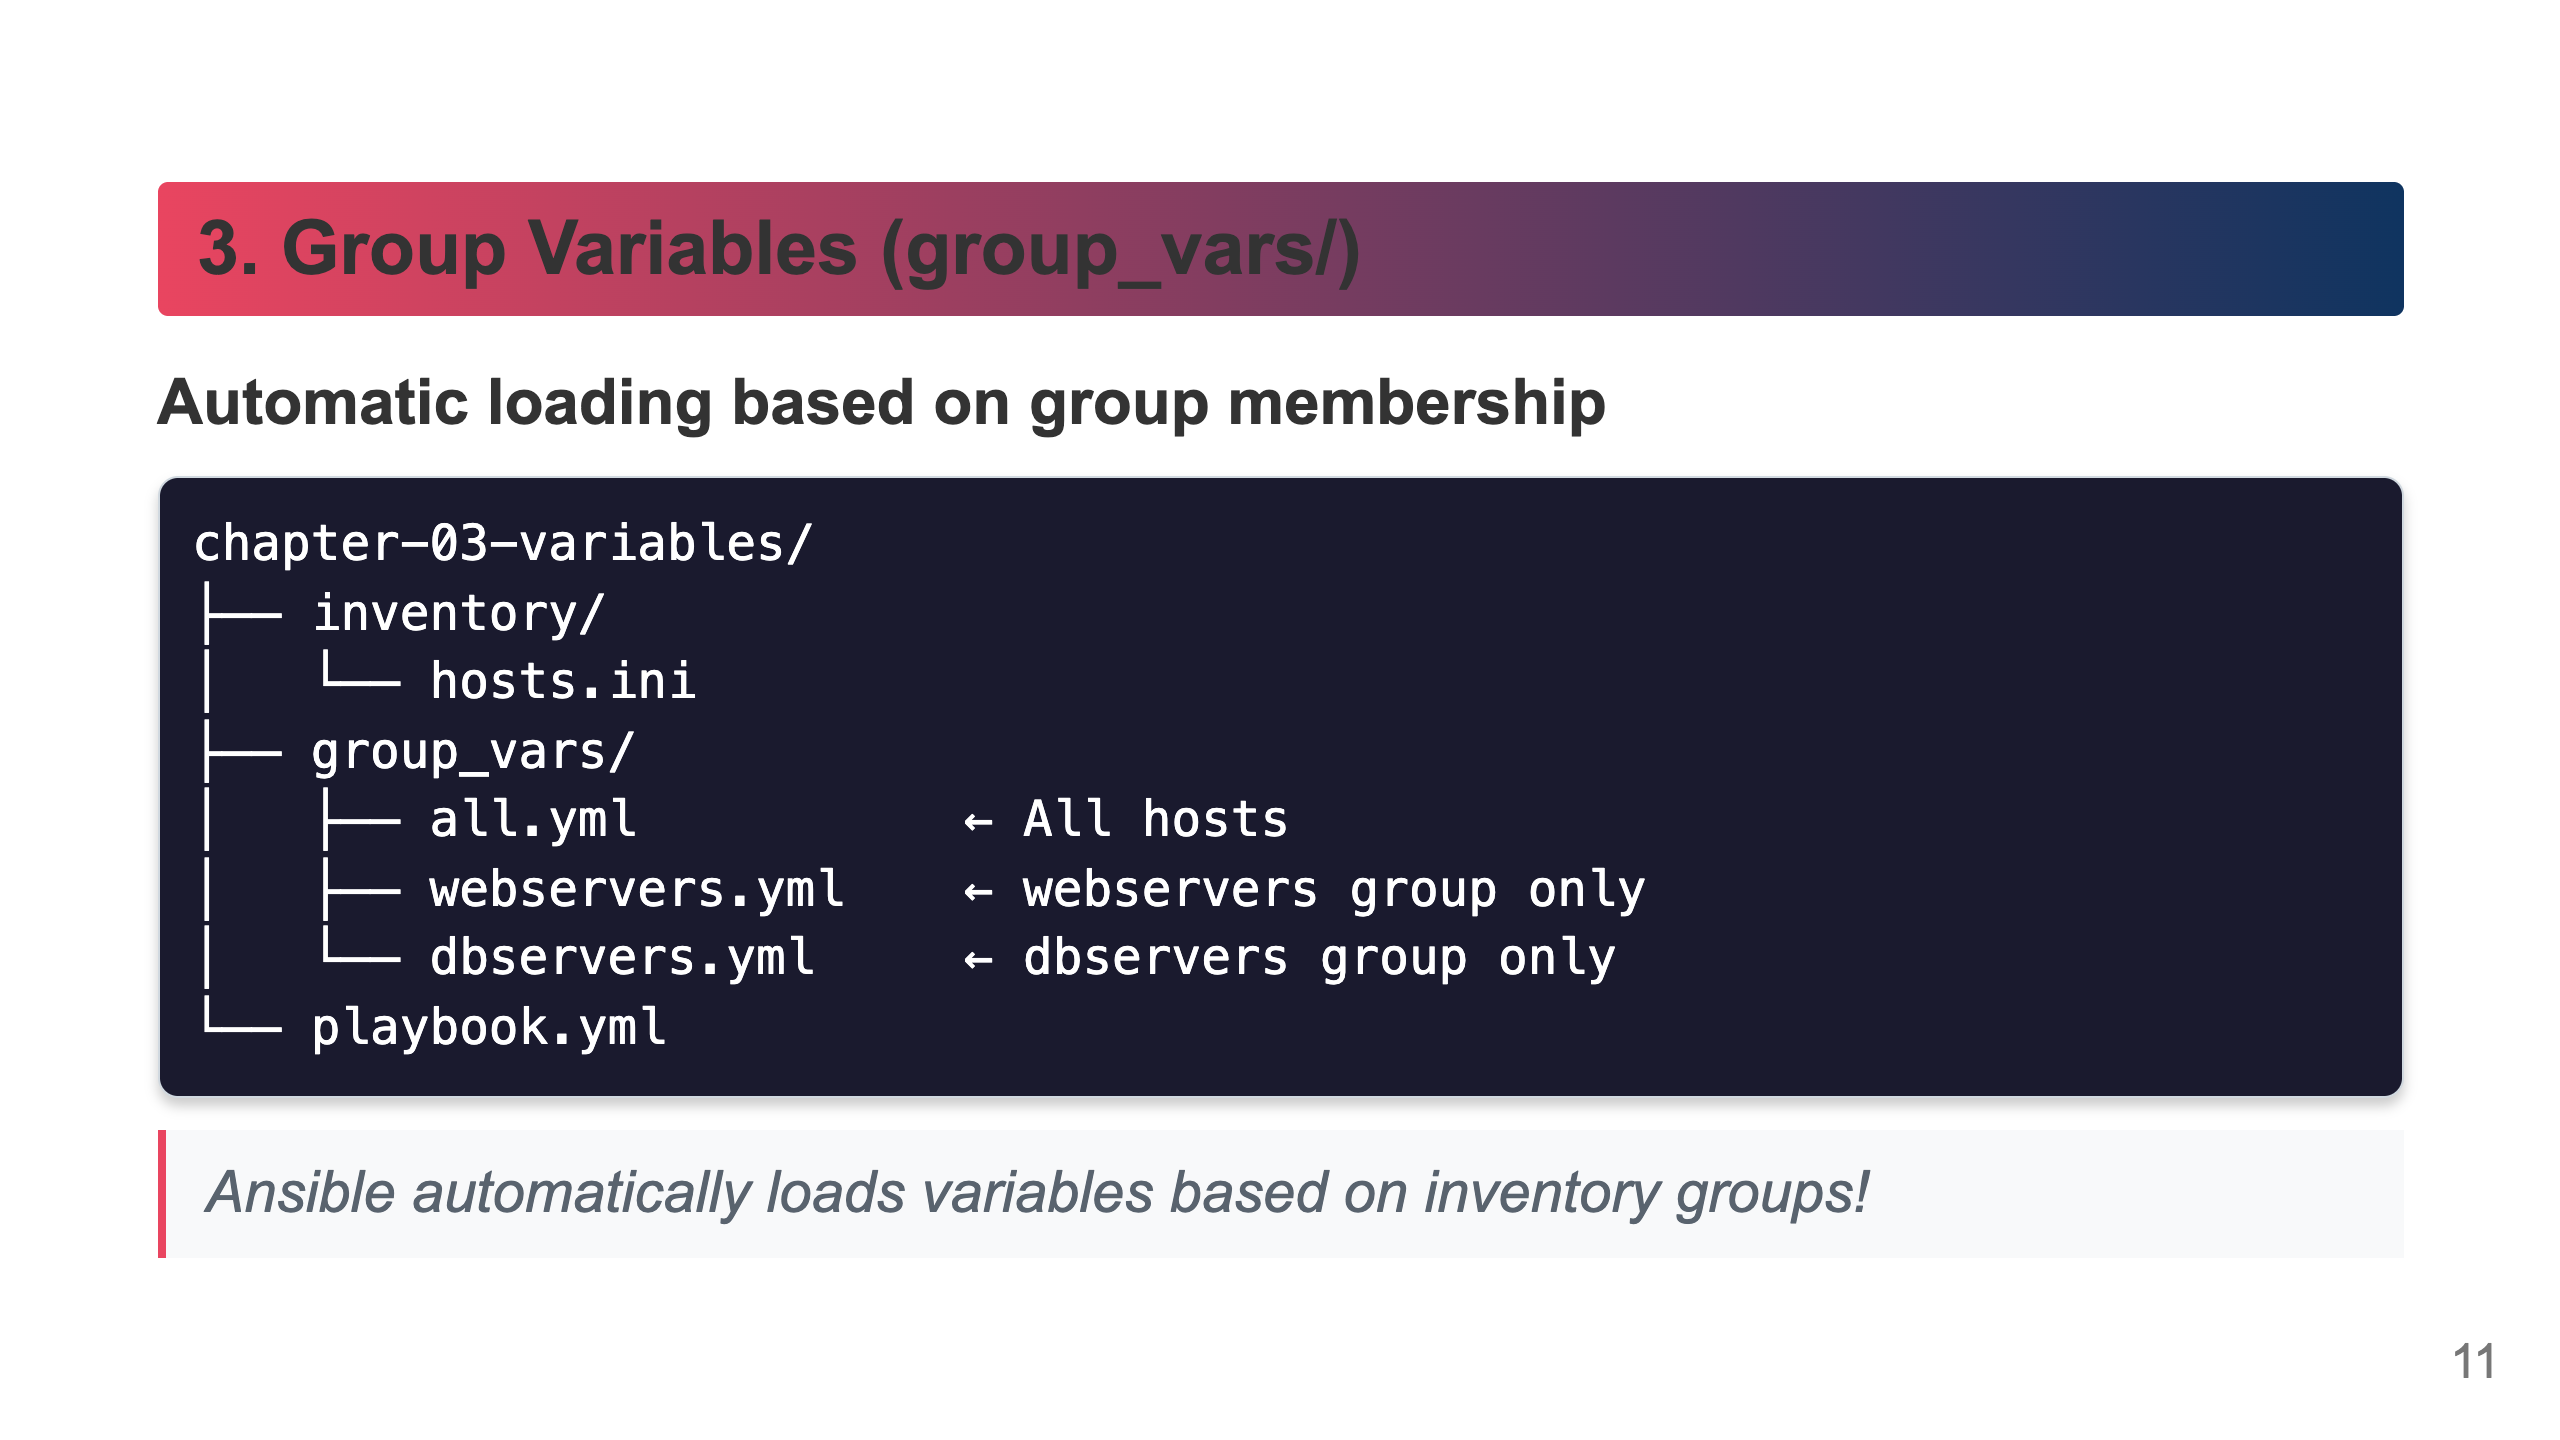 3. Group Variables (group_vars/)
Automatic loading based on group membership
chapter-03-variables/
├── inventory/
│   └── hosts.ini
├── group_vars/
│   ├── all.yml           ← All hosts
│   ├── webservers.yml    ← webservers group only
│   └── dbservers.yml     ← dbservers group only
└── playbook.yml
Ansible automatically loads variables based on inventory groups!
11